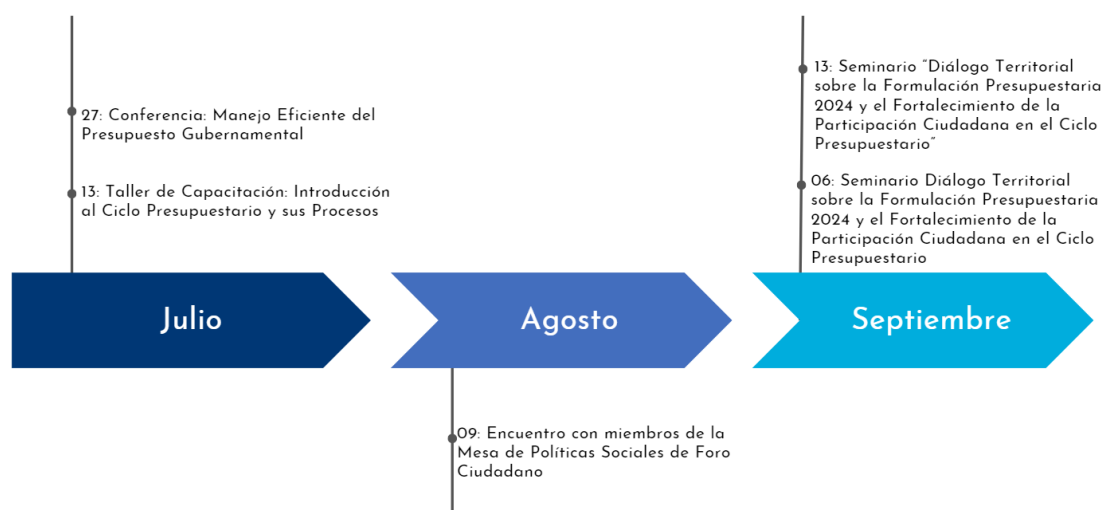 27: Conferencia: Manejo Eficiente del
Presupuesto Gubernamental
13: Taller de Capacitación: Introducción
al Ciclo Presupuestario y sus Procesos
Julio
Agosto
09: Encuentro con miembros de la
Mesa de Políticas Sociales de Foro
Ciudadano
13: Seminario “Diálogo Territorial
sobre la Formulación Presupuestaria
2024 y el Fortalecimiento de la
Participación Ciudadana en el Ciclo
Presupuestario”
06: Seminario Diálogo Territorial
sobre la Formulación Presupuestaria
2024 y el Fortalecimiento de la
Participación Ciudadana en el Ciclo
Presupuestario
Septiembre